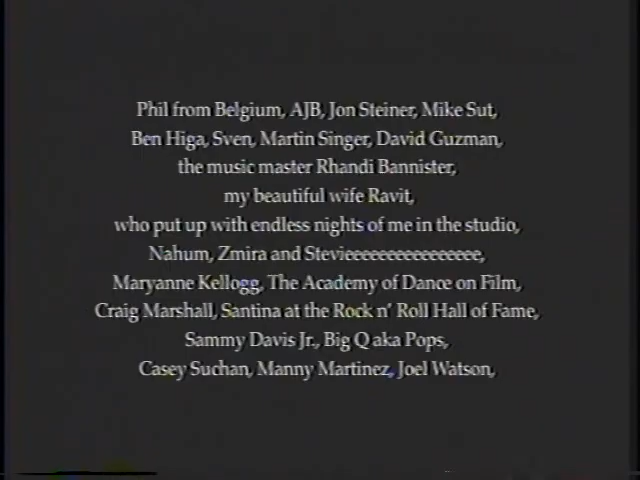 Phil from Belgium, AJB, Jon Steiner, Mike Sut,
Ben Higa, Sven, Martin Singer, David Guzman,
the music master Rhandi Bannister,
my beautiful wife Ravit,
who put up with endless nights of me in the studio,
Nahum, Zmira and Stevieeeeeeeeeeeeeeee,
Maryanne Kellogg, The Academy of Dance on Film,
Craig Marshall, Santina at the Rock n' Roll Hall of Fame,
Sammy Davis Jr., Big Q aka Pops,
Casey Suchan, Manny Martinez, Joel Watson,